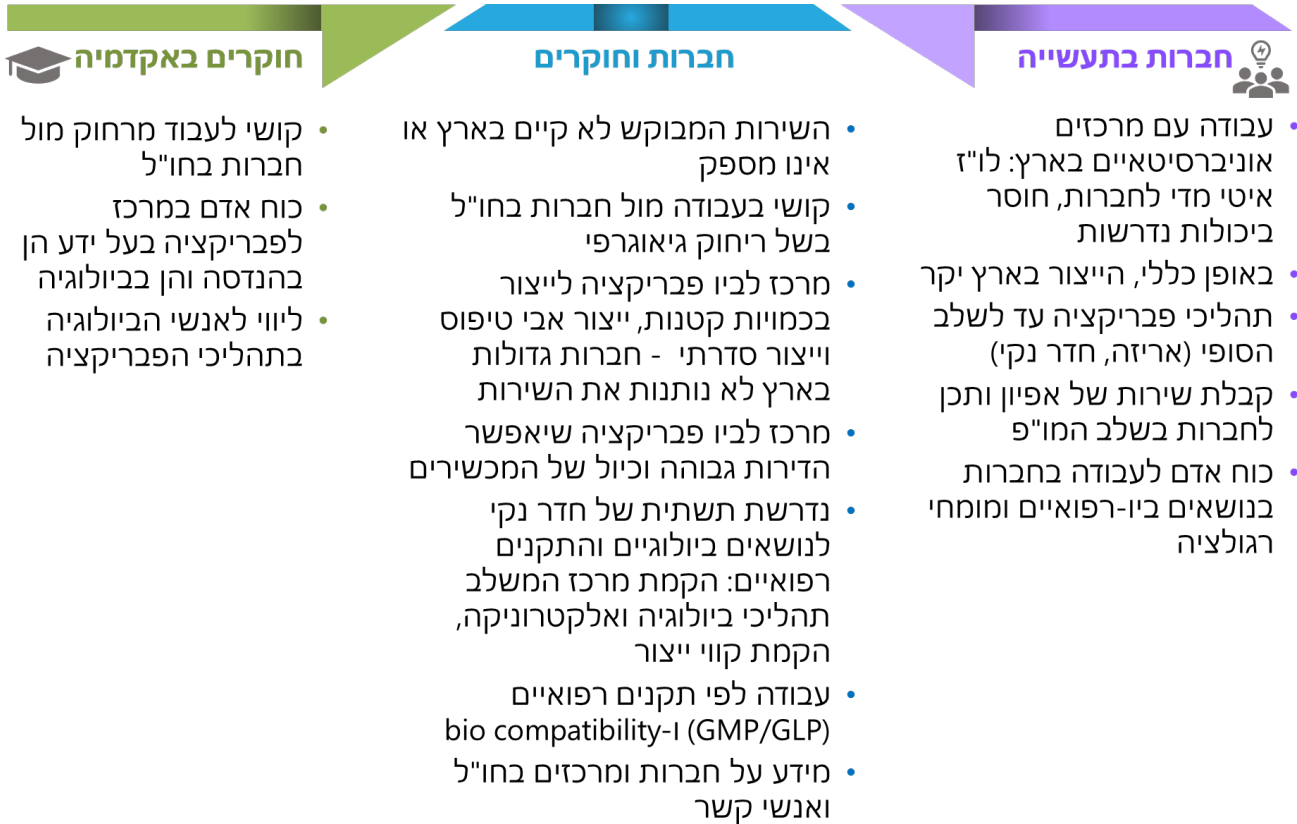 חברות בתעשייה
עבודה עם מרכזים
אוניברסיטאיים בארץ: לו"ז
איטי מדי לחברות, חוסר
ביכולות נדרשות
באופן כללי, הייצור בארץ יקר
תהליכי פבריקציה עד לשלב
הסופי (אריזה, חדר נקי)
קבלת שירות של אפיון ותכן
לחברות בשלב המו"פ
כוח אדם לעבודה בחברות
בנושאים ביו-רפואיים ומומחי
רגולציה
חברות וחוקרים
השירות המבוקש לא קיים בארץ או
אינו מספק
קושי בעבודה מול חברות בחו"ל
בשל ריחוק גיאוגרפי
מרכז לביו פבריקציה לייצור
בכמויות קטנות, ייצור אבי טיפוס
וייצור סדרתי - חברות גדולות
בארץ לא נותנות את השירות
מרכז לביו פבריקציה שיאפשר
הדירות גבוהה וכיול של המכשירים
נדרשת תשתית של חדר נקי
לנושאים ביולוגיים והתקנים
רפואיים: הקמת מרכז המשלב
תהליכי ביולוגיה ואלקטרוניקה,
הקמת קווי ייצור
עבודה לפי תקנים רפואיים
(GMP/GLP) ו-bio compatibility
מידע על חברות ומרכזים בחו"ל
ואנשי קשר
חוקרים באקדמיה
קושי לעבוד מרחוק מול
חברות בחו"ל
כוח אדם במרכז
לפבריקציה בעל ידע הן
בהנדסה והן בביולוגיה
ליווי לאנשי הביולוגיה
בתהליכי הפבריקציה